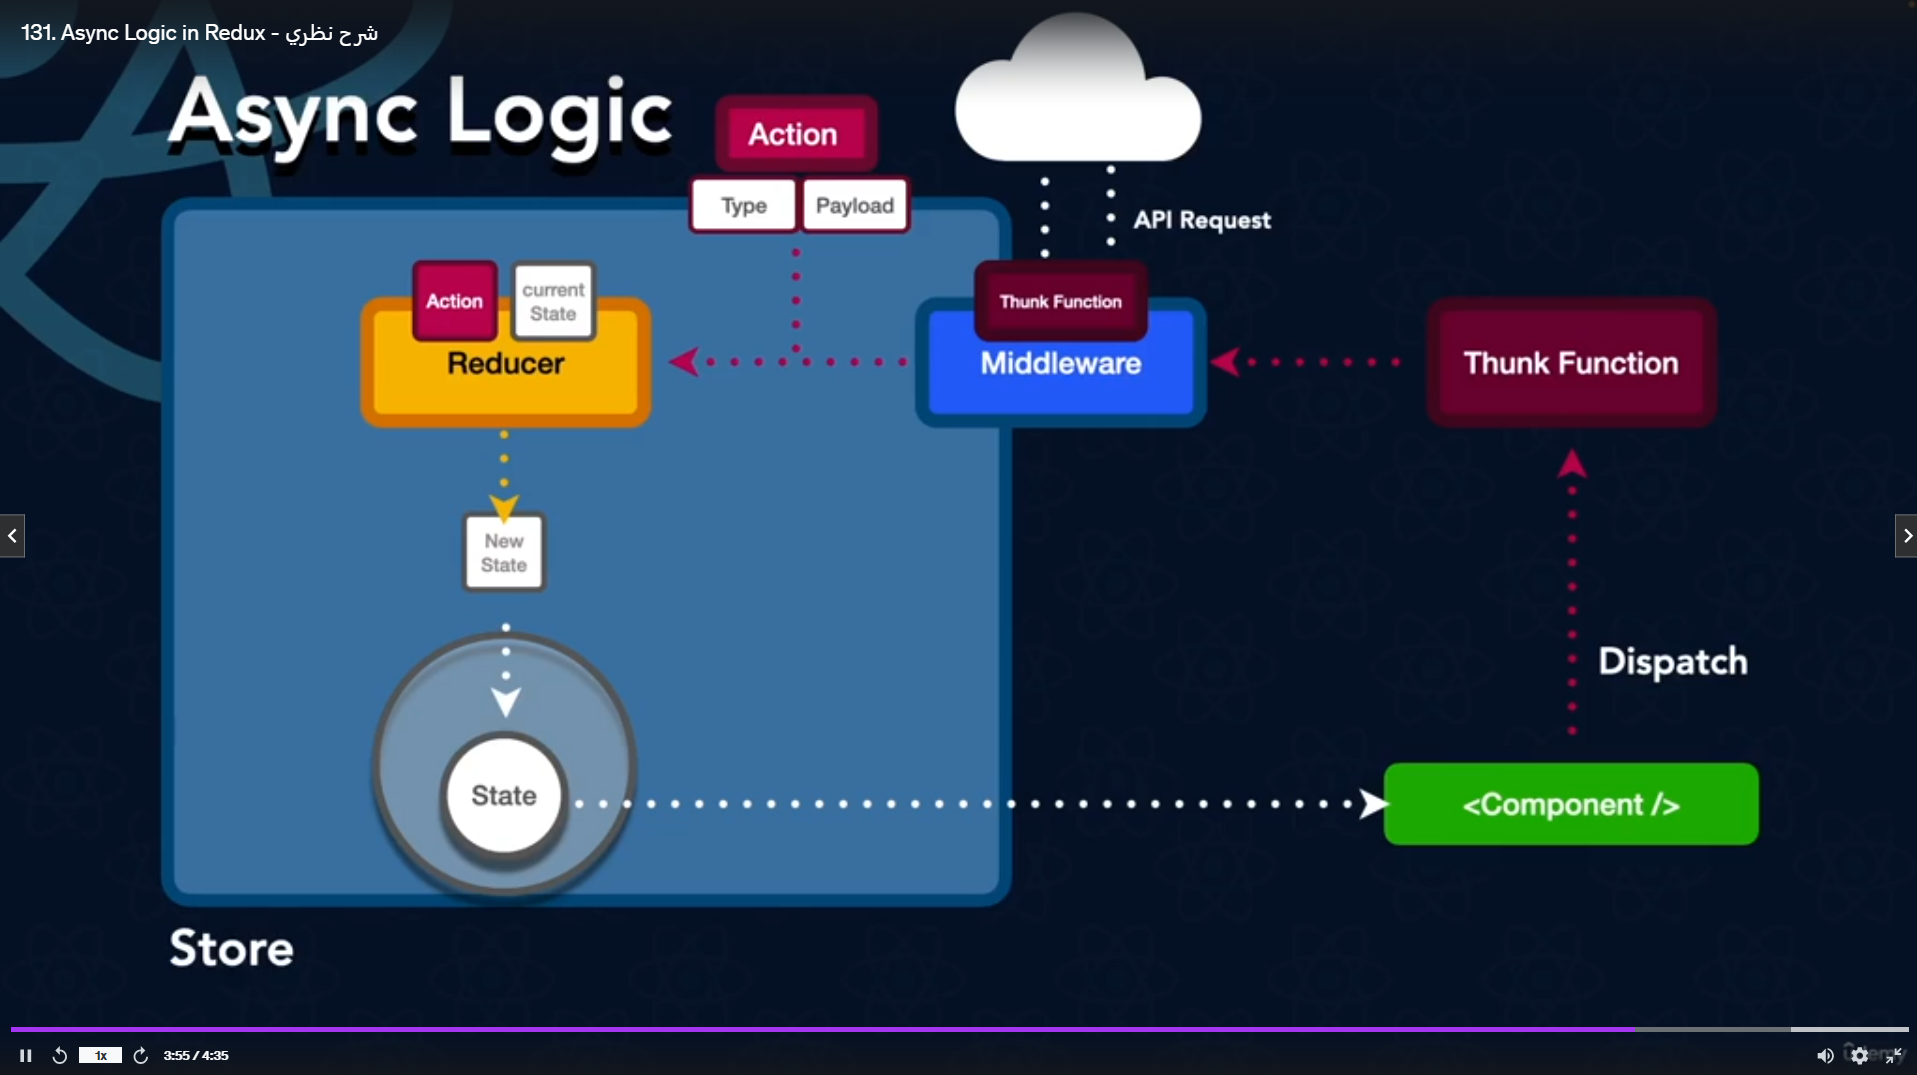 131. Async Logic in Redux - شرح نظري
Async Logic
Action
Type
Payload
API Request
Action
current
State
Reducer
Thunk Function
Middleware
Thunk Function
New
State
Dispatch
State
<Component />
Store
1x
3:55 / 4:35
ûdemy